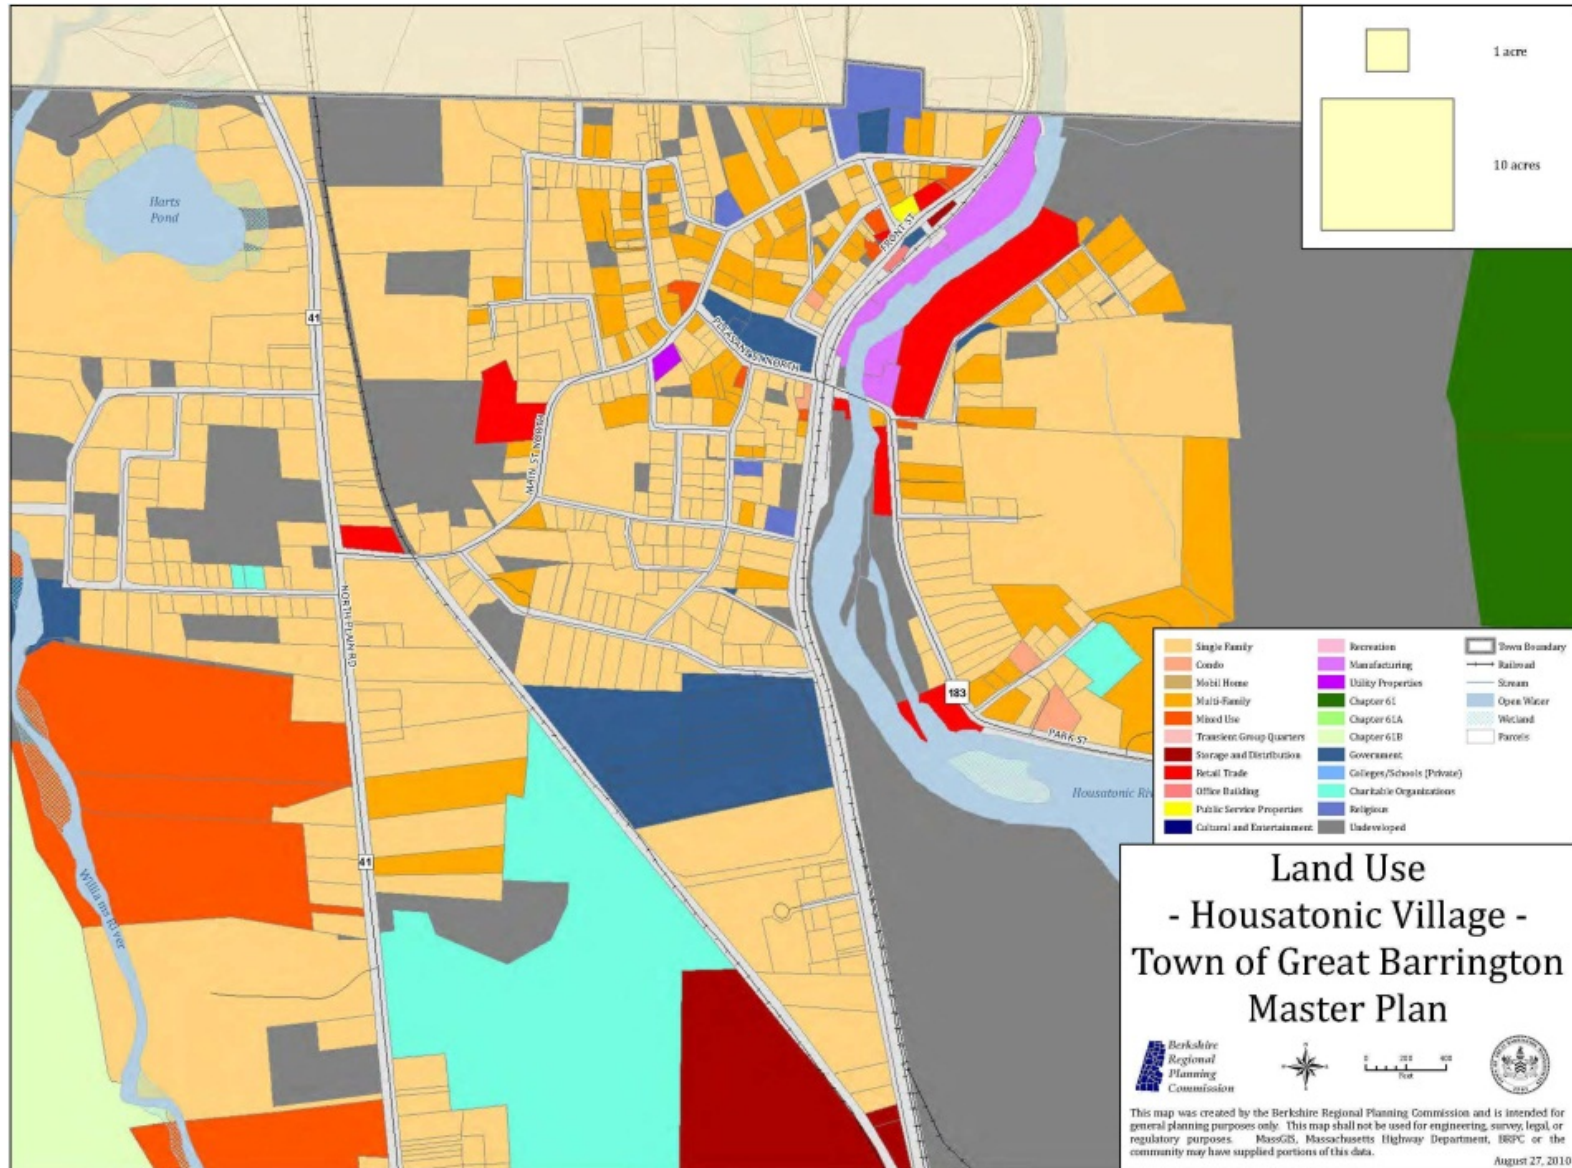 1 acre
10 acres
Harts
Pond
41
FRONT ST
MAIN ST
183
NORTH PLAIN RD
PARK ST
41
Williams River
Single Family
Condo
Mobil Home
Multi-Family
Mixed Use
Transient Group Quarters
Storage and Distribution
Retail Trade
Office Building
Public Service Properties
Cultural and Entertainment
Recreation
Manufacturing
Utility Properties
Chapter 61
Chapter 61A
Chapter 61B
Government
Colleges/Schools (Private)
Charitable Organizations
Religious
Undeveloped
Town Boundary
Railroad
Stream
Open Water
Wetland
Parcels
Housatonic
Land Use
- Housatonic Village -
Town of Great Barrington
Master Plan
Berkshire
Regional
Planning
Commission
0 200 400
Feet
This map was created by the Berkshire Regional Planning Commission and is intended for
general planning purposes only. This map shall not be used for engineering, survey, legal, or
regulatory purposes. MassGIS, Massachusetts Highway Department, BRPC or the
community may have supplied portions of this data.
August 27, 2010